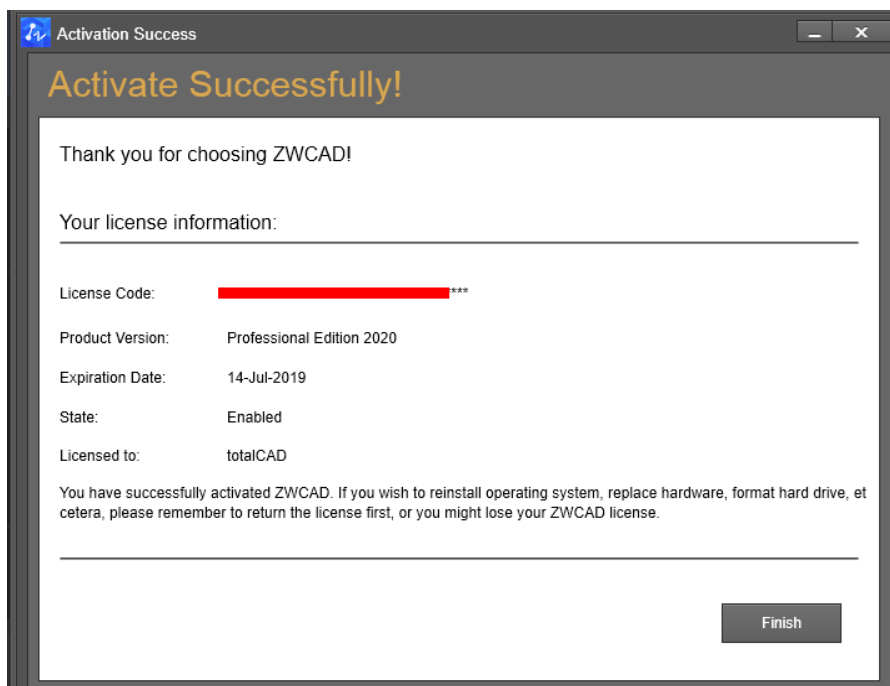 Activation Success
Activate Successfully!
Thank you for choosing ZWCAD!
Your license information:
License Code: ***
Product Version: Professional Edition 2020
Expiration Date: 14-Jul-2019
State: Enabled
Licensed to: totalCAD
You have successfully activated ZWCAD. If you wish to reinstall operating system, replace hardware, format hard drive, et
cetera, please remember to return the license first, or you might lose your ZWCAD license.
Finish